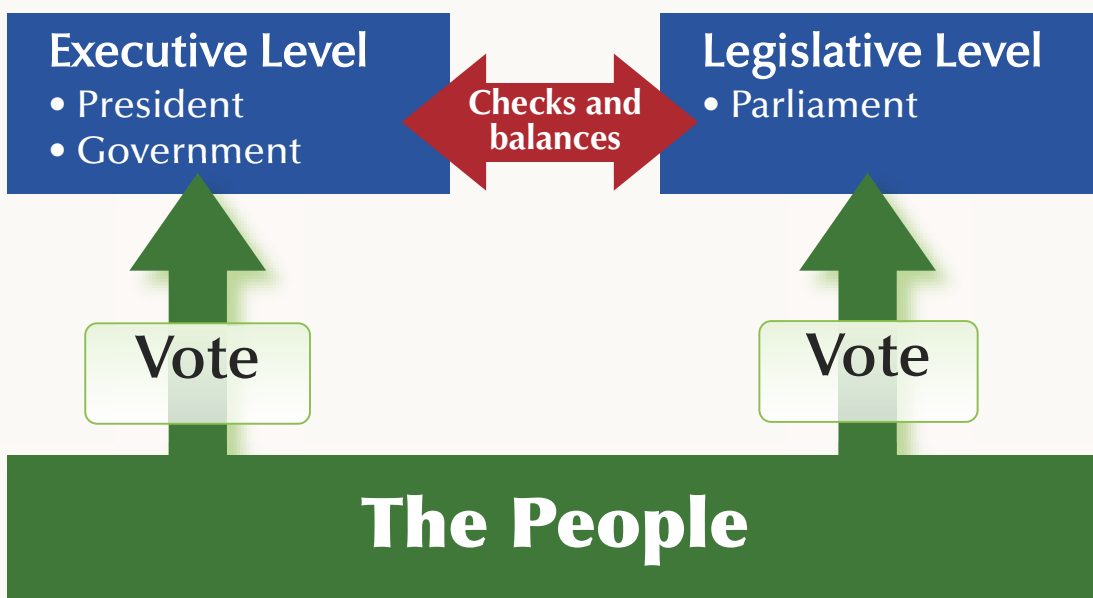 Executive Level
• President
• Government
Checks and
balances
Legislative Level
• Parliament
Vote
Vote
The People